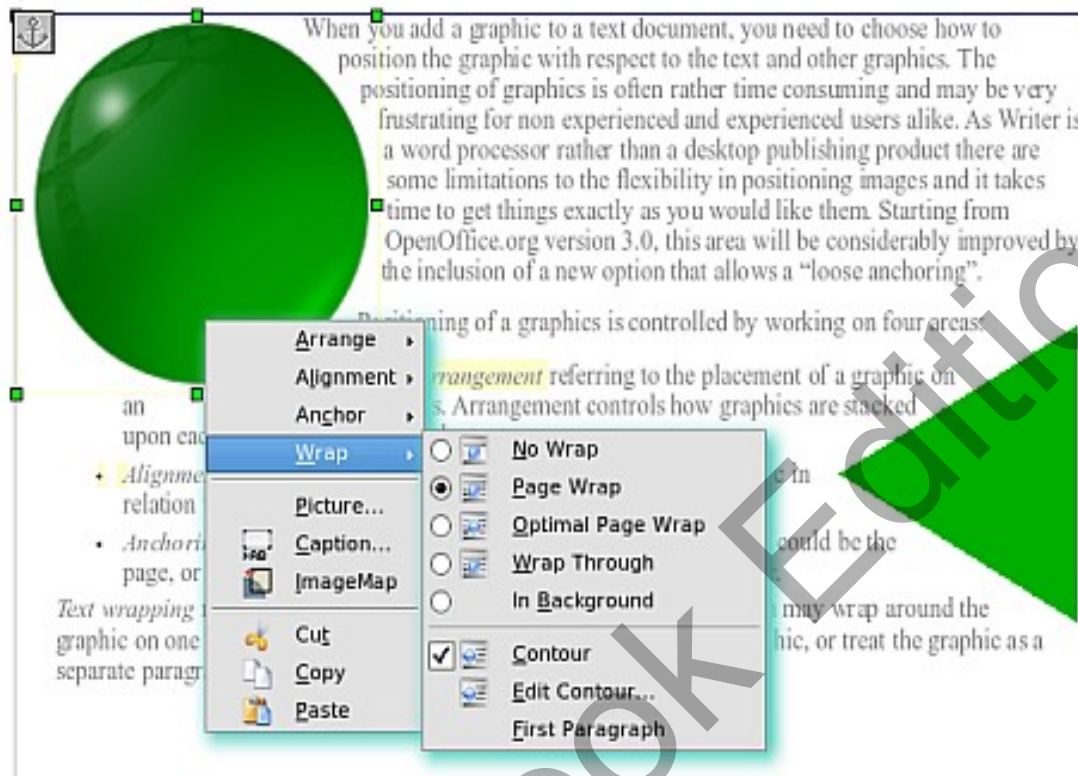 When you add a graphic to a text document, you need to choose how to
position the graphic with respect to the text and other graphics. The
positioning of graphics is often rather time consuming and may be very
frustrating for non experienced and experienced users alike. As Writer is
a word processor rather than a desktop publishing product there are
some limitations to the flexibility in positioning images and it takes
time to get things exactly as you would like them. Starting from
OpenOffice.org version 3.0, this area will be considerably improved by
the inclusion of a new option that allows a “loose anchoring”.
Positioning of a graphics is controlled by working on four areas:
referring to the placement of a graphic on
an s. Arrangement controls how graphics are stacked
upon
• in
relation
• could be the
page, or
Text wrapping may wrap around the
graphic on one or treat the graphic as a
separate
Arrange
Alignment
Anchor
Wrap
Picture...
Caption...
ImageMap
Cut
Copy
Paste
No Wrap
Page Wrap
Optimal Page Wrap
Wrap Through
In Background
Contour
Edit Contour...
First Paragraph